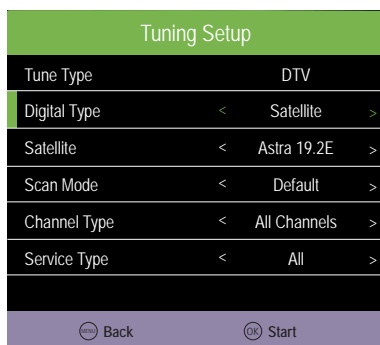 Tuning Setup
Tune Type DTV
Digital Type < Satellite >
Satellite < Astra 19.2E >
Scan Mode < Default >
Channel Type < All Channels >
Service Type < All >
MENU Back OK Start